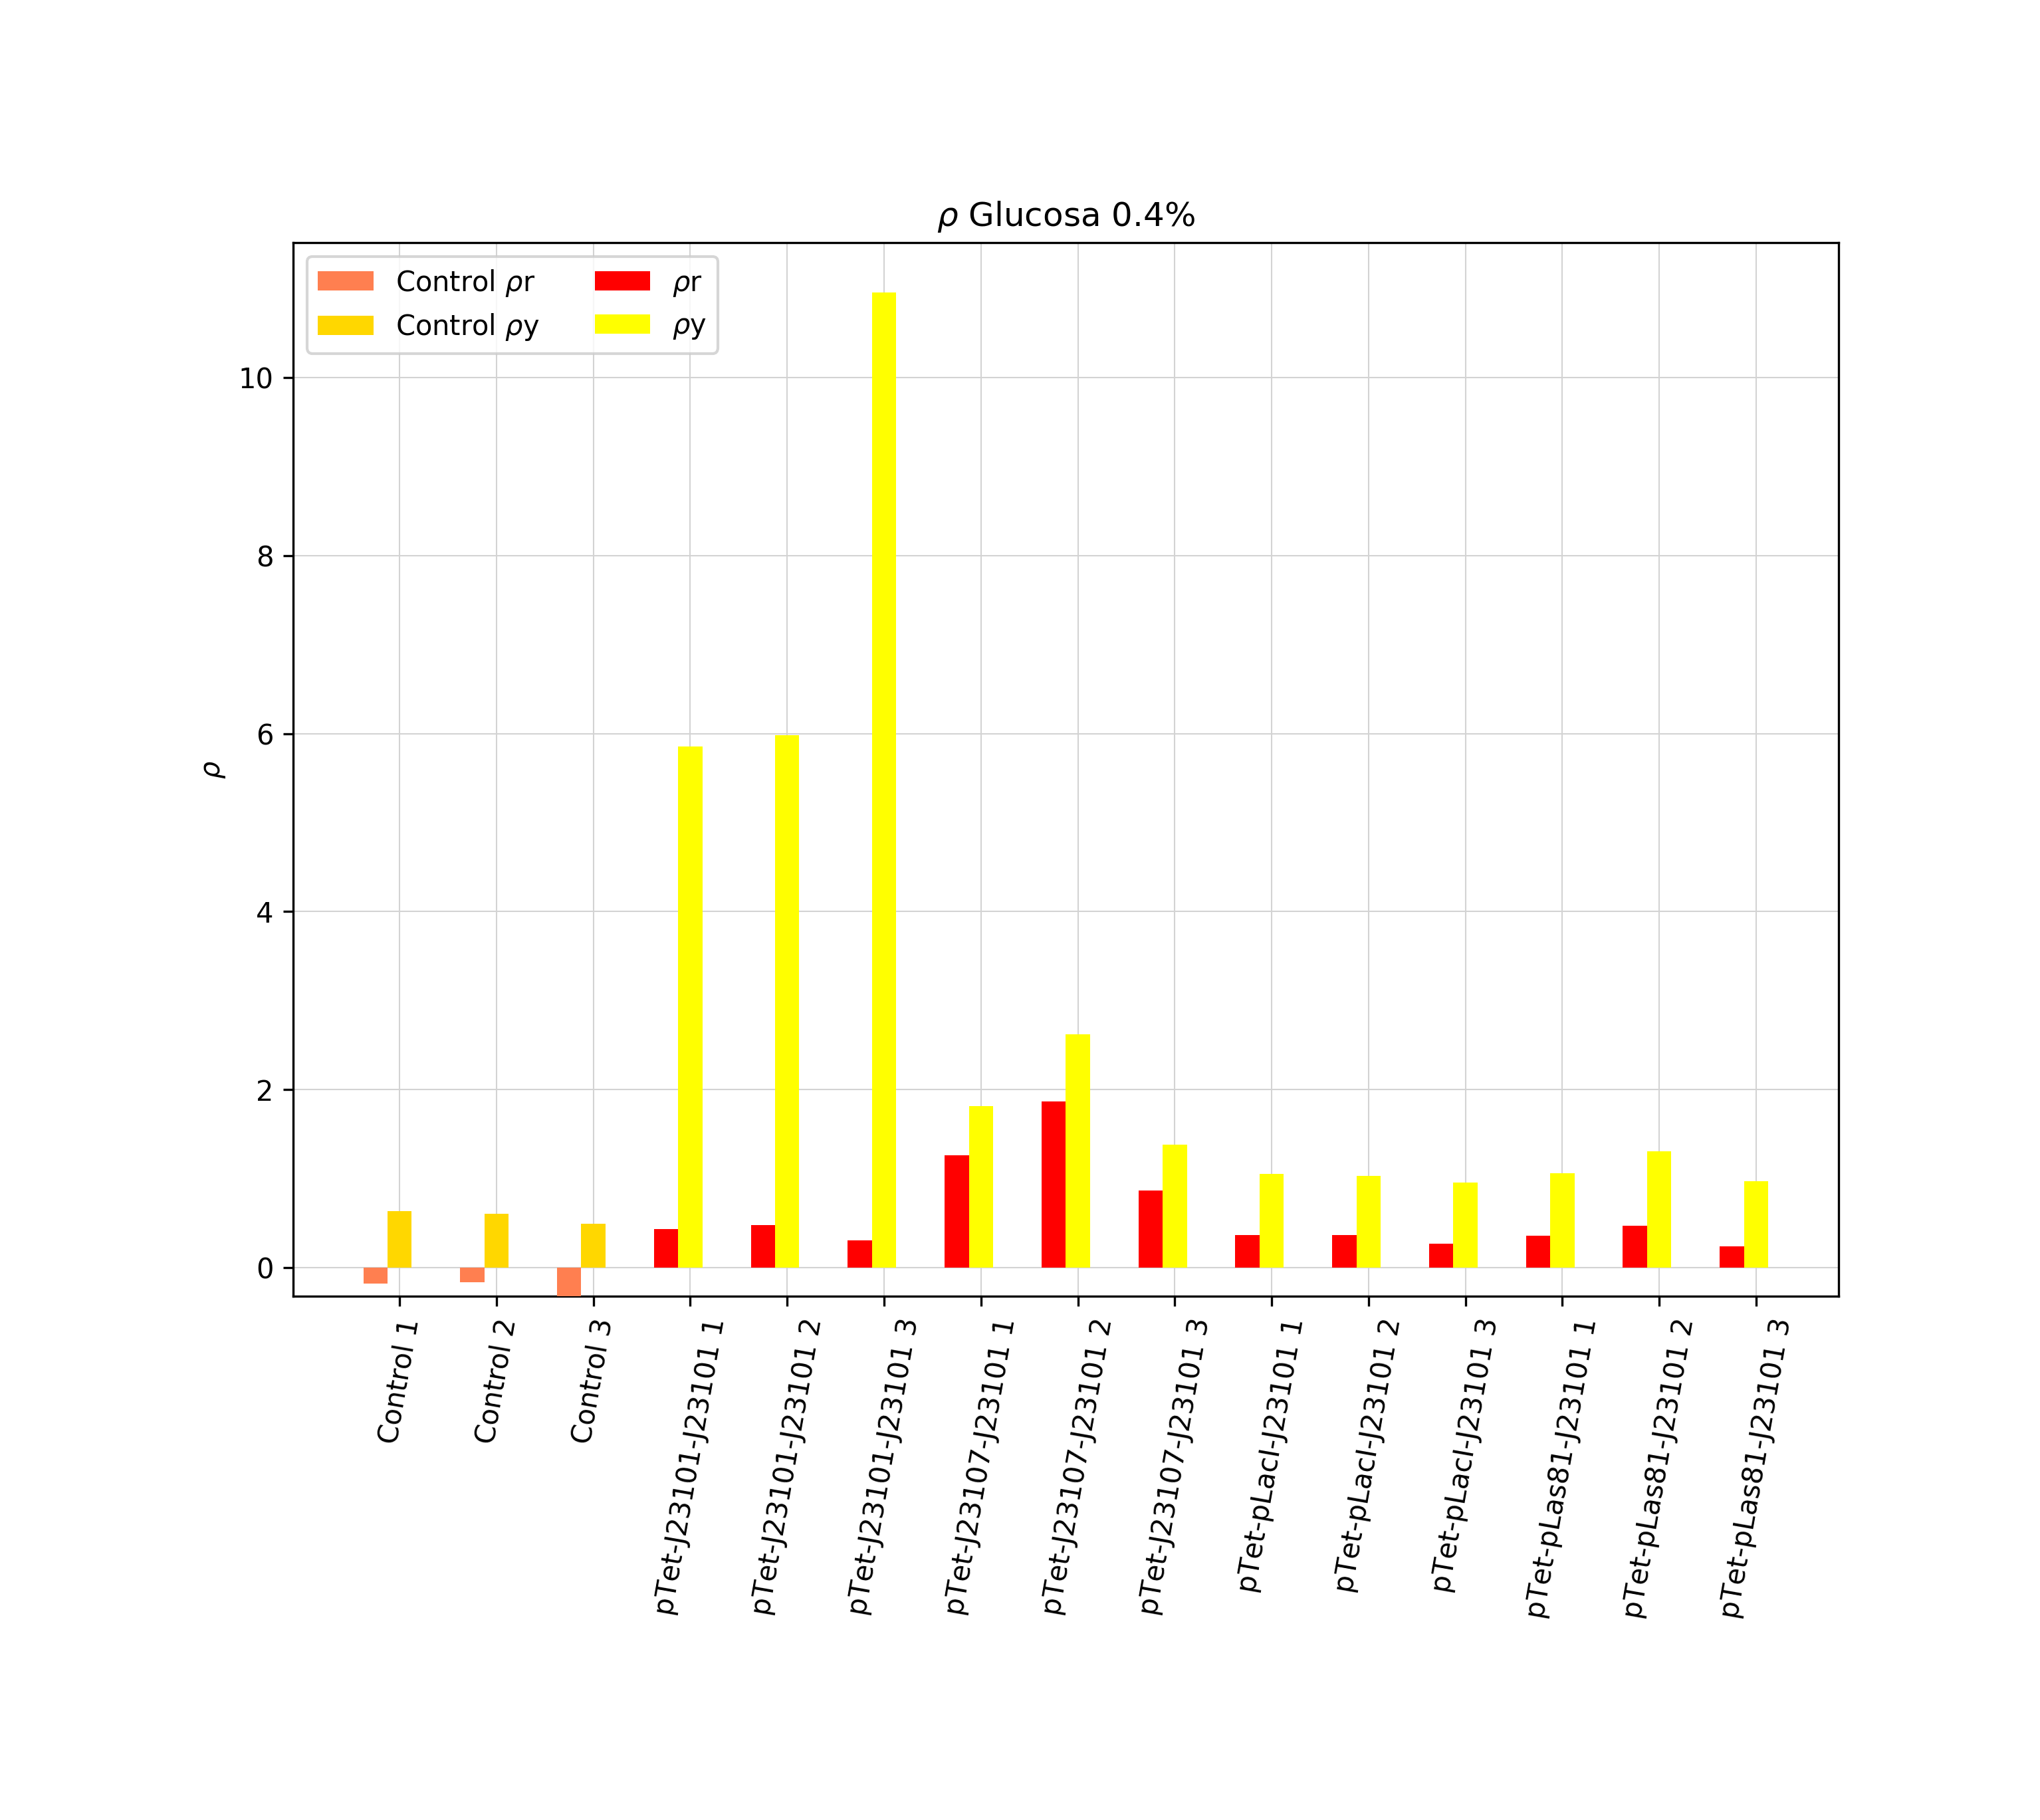 ρ Glucosa 0.4%
Control ρr
Control ρy
ρr
ρy
10
8
6
4
2
0
ρ
Control 1
Control 2
Control 3
pTet-J23101-J23101 1
pTet-J23101-J23101 2
pTet-J23101-J23101 3
pTet-J23107-J23101 1
pTet-J23107-J23101 2
pTet-J23107-J23101 3
pTet-pLacI-J23101 1
pTet-pLacI-J23101 2
pTet-pLacI-J23101 3
pTet-pLas81-J23101 1
pTet-pLas81-J23101 2
pTet-pLas81-J23101 3